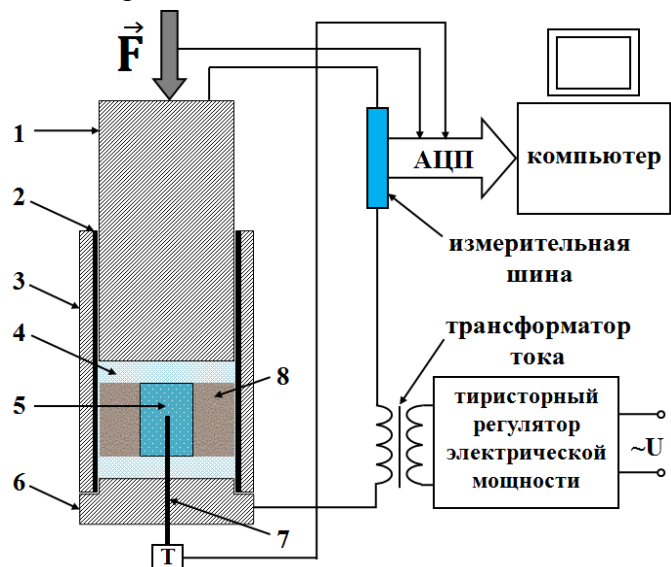 F
1
2
3
4
5
6
7
8
T
АЦП
компьютер
измерительная
шина
трансформатор
тока
тиристорный
регулятор
электрической
мощности
~U